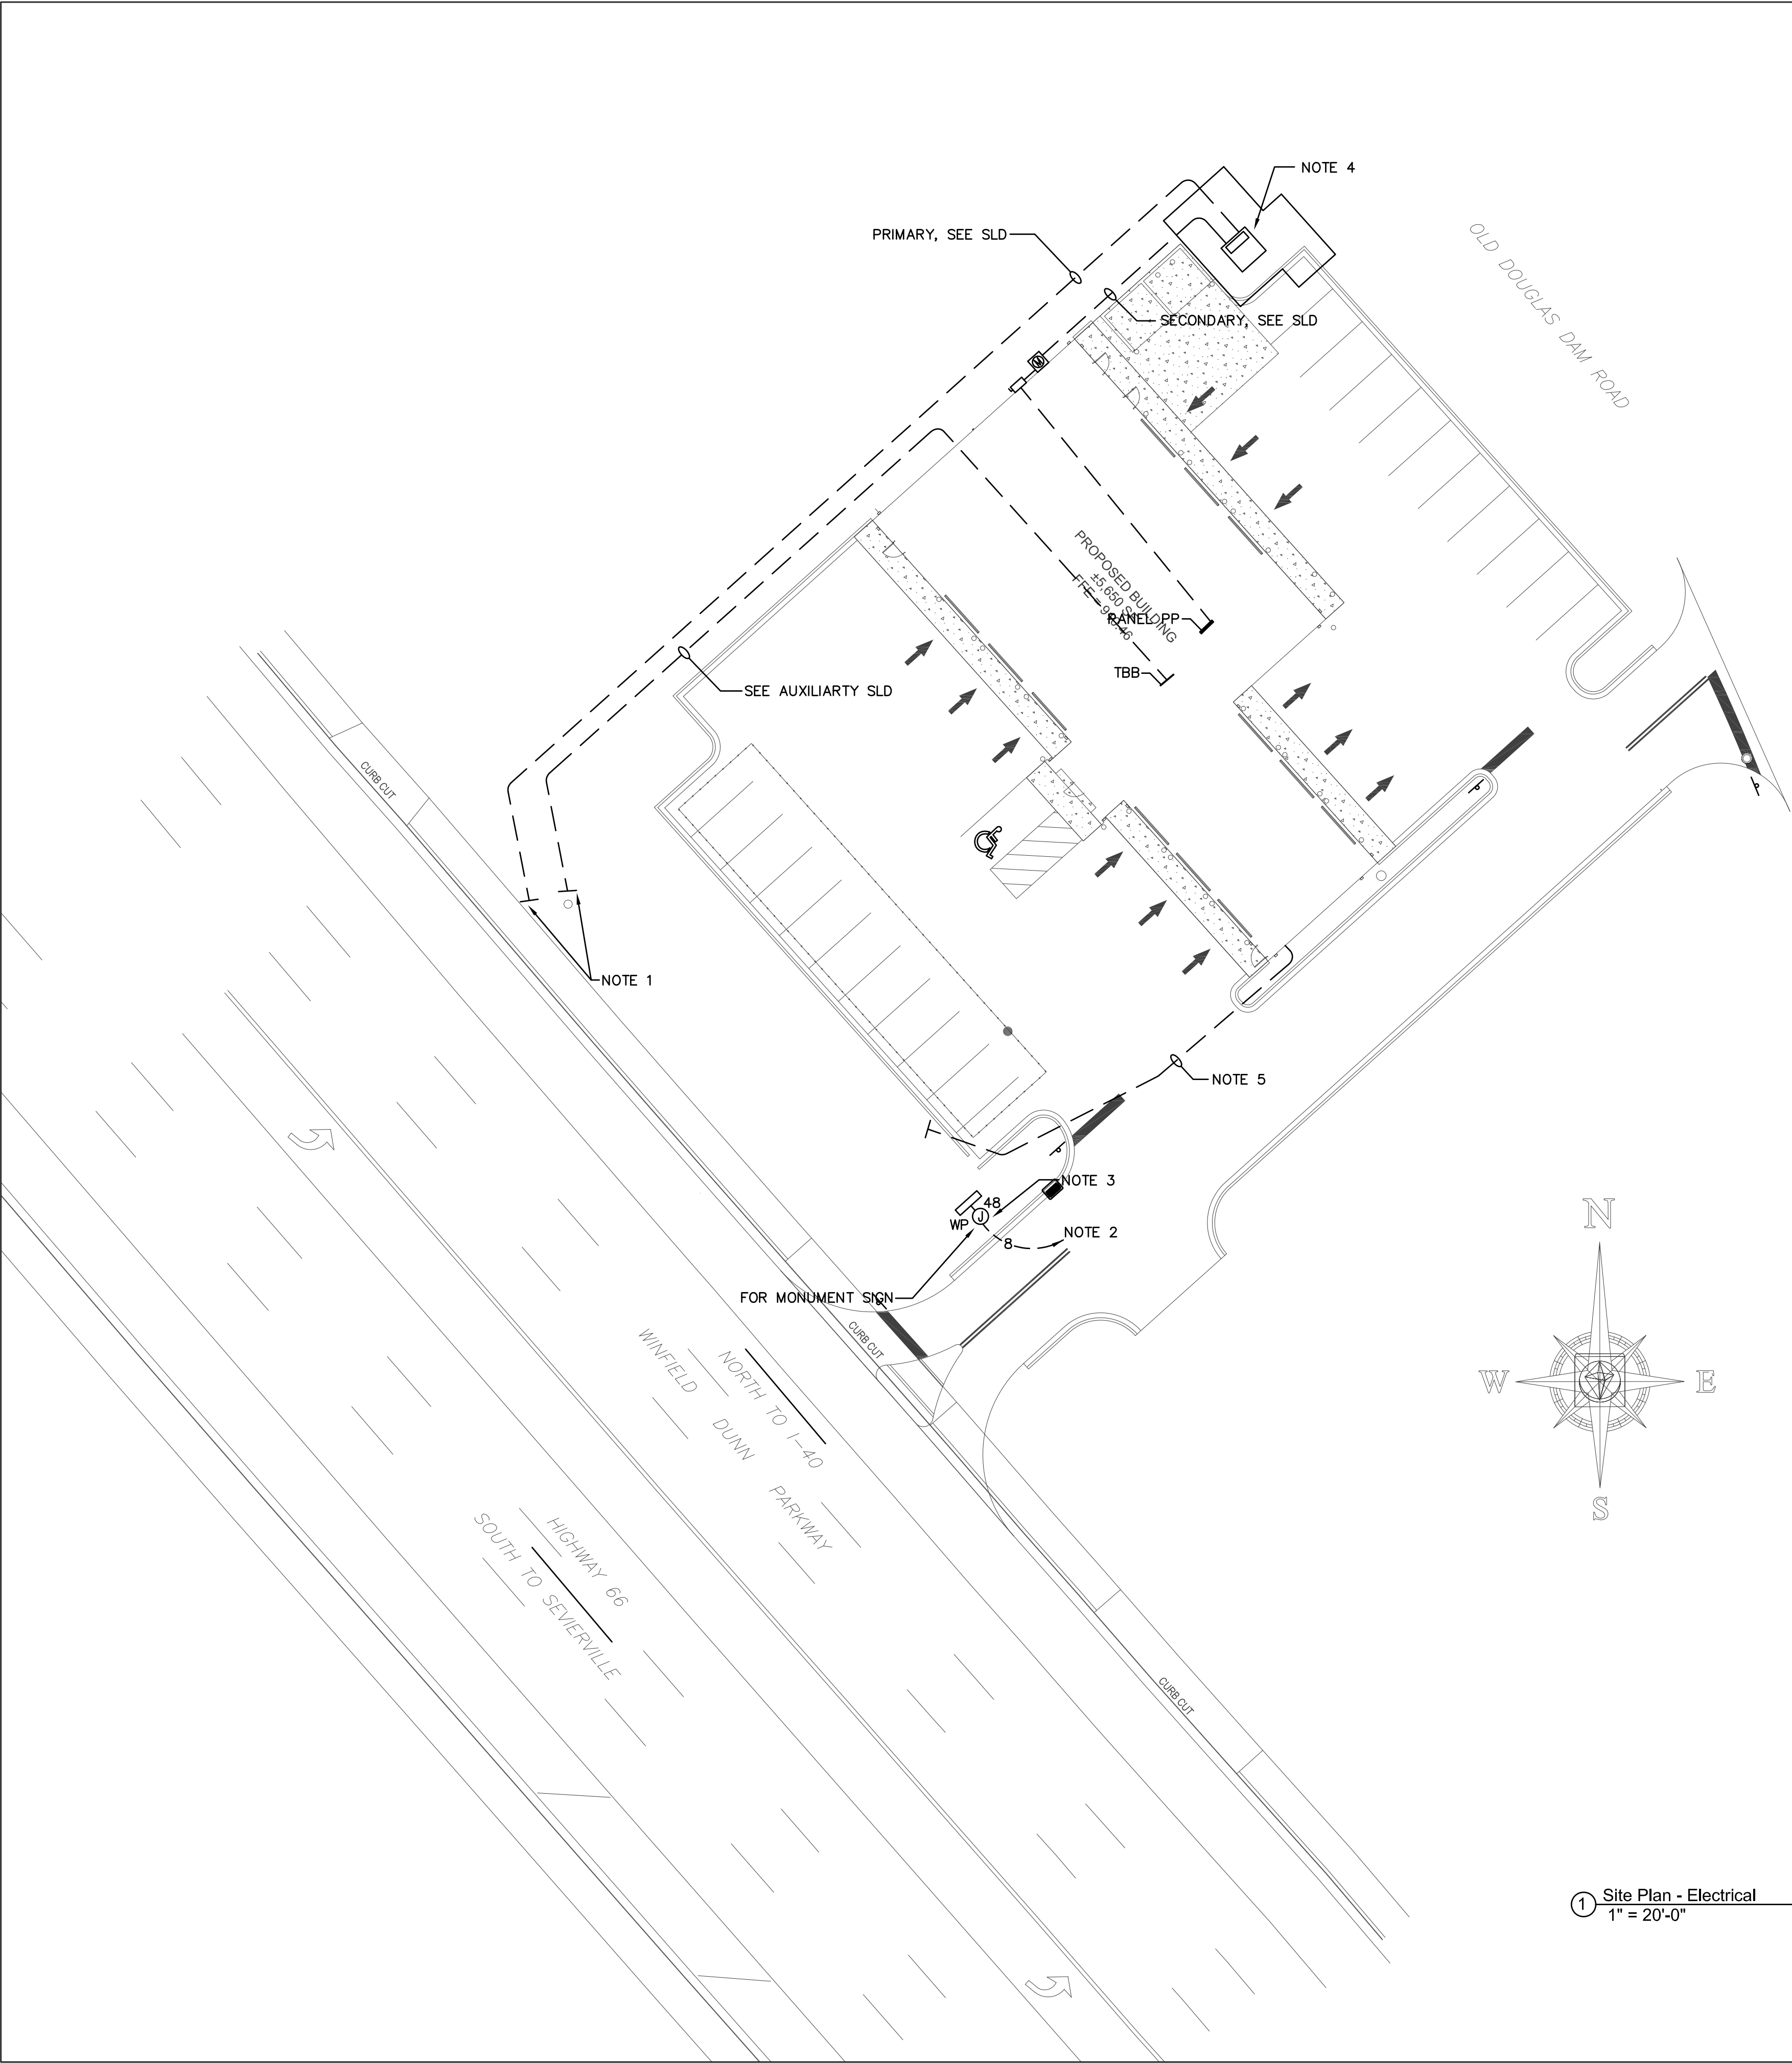 NOTE 4
PRIMARY, SEE SLD
OLD DOUGLAS DAM ROAD
SECONDARY, SEE SLD
M
PROPOSED BUILDING
±5,650 S
FFE
PANEL PP
TBB
SEE AUXILIARTY SLD
CURB CUT
NOTE 1
NOTE 5
NOTE 3
48
WP
J
NOTE 2
8
FOR MONUMENT SIGN
CURB CUT
N
W
E
S
WINFIELD DUNN PARKWAY
NORTH TO I-40
HIGHWAY 66
SOUTH TO SEVIERVILLE
CURB CUT
1
Site Plan - Electrical
1" = 20'-0"